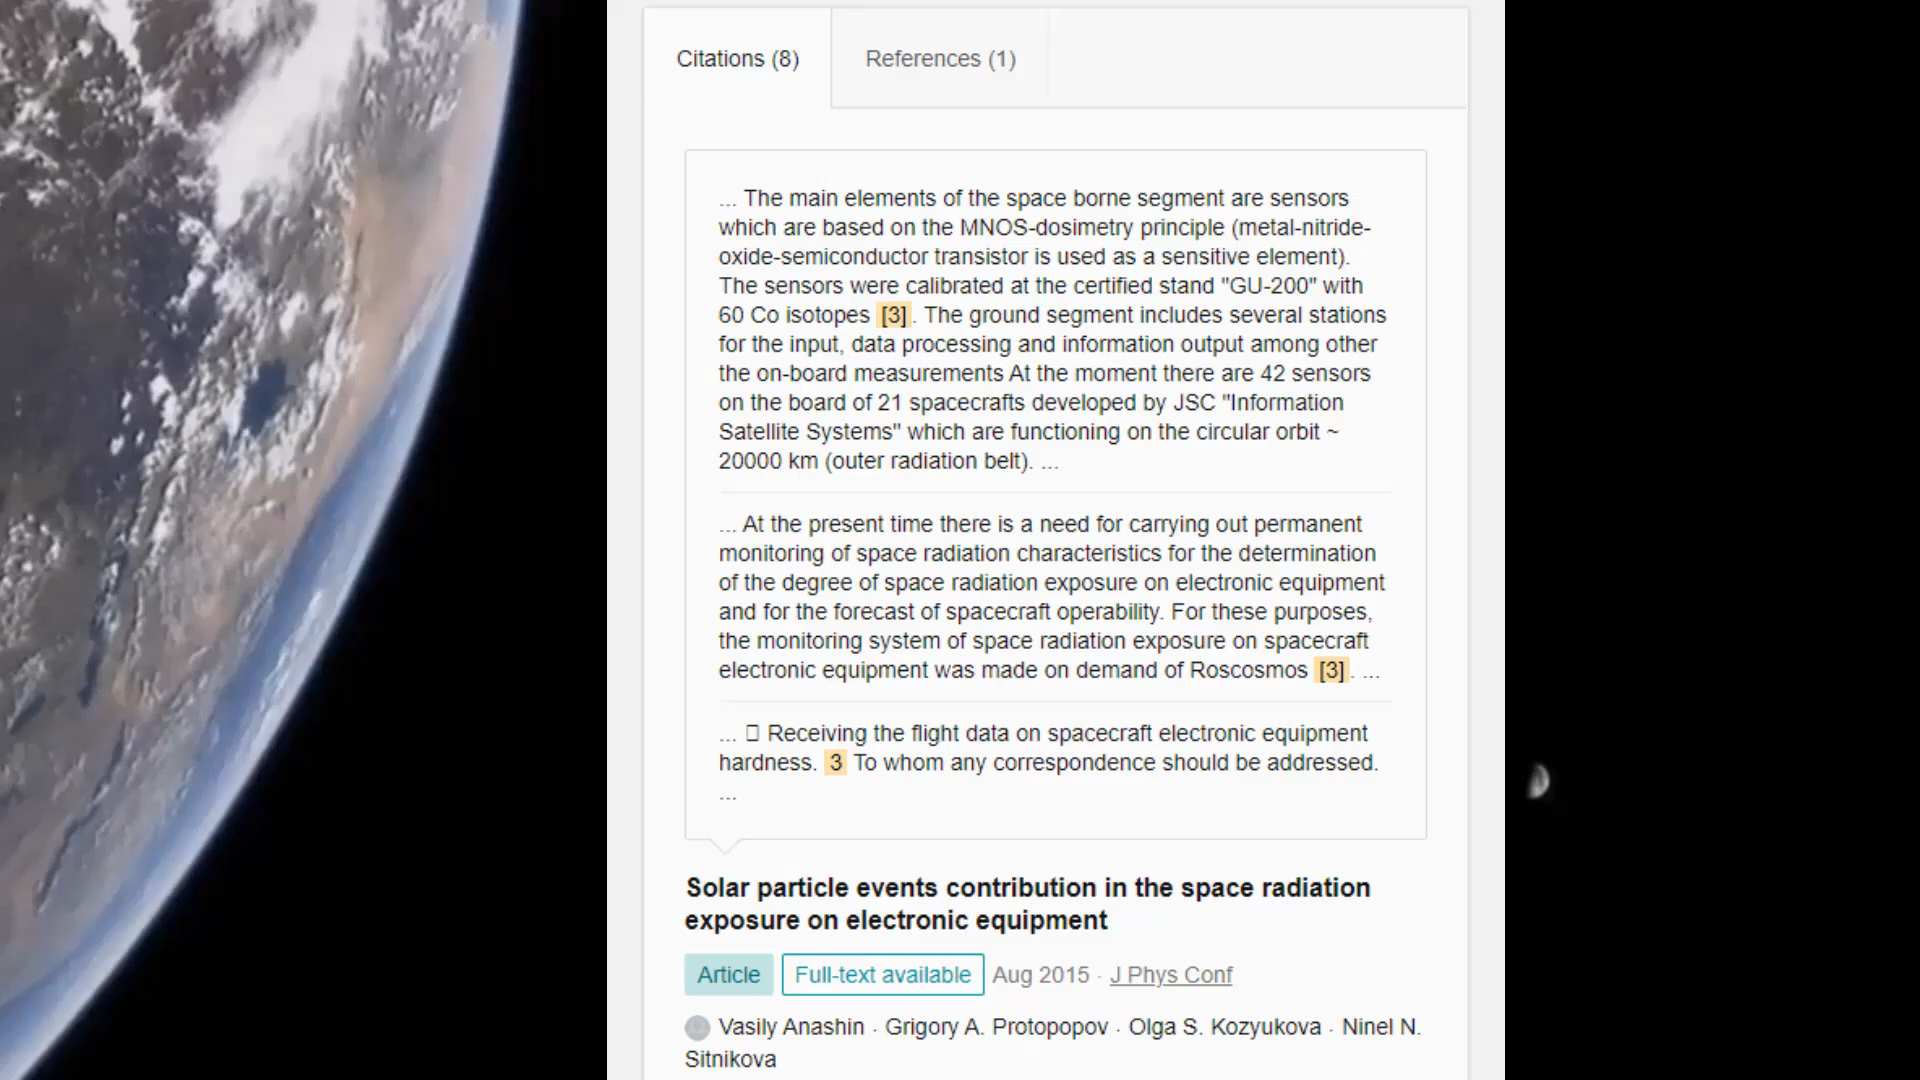 Citations (8)
References (1)
... The main elements of the space borne segment are sensors
which are based on the MNOS-dosimetry principle (metal-nitride-
oxide-semiconductor transistor is used as a sensitive element).
The sensors were calibrated at the certified stand "GU-200" with
60 Co isotopes [3] . The ground segment includes several stations
for the input, data processing and information output among other
the on-board measurements At the moment there are 42 sensors
on the board of 21 spacecrafts developed by JSC "Information
Satellite Systems" which are functioning on the circular orbit ~
20000 km (outer radiation belt). ...
... At the present time there is a need for carrying out permanent
monitoring of space radiation characteristics for the determination
of the degree of space radiation exposure on electronic equipment
and for the forecast of spacecraft operability. For these purposes,
the monitoring system of space radiation exposure on spacecraft
electronic equipment was made on demand of Roscosmos [3] . ...
...  Receiving the flight data on spacecraft electronic equipment
hardness. 3 To whom any correspondence should be addressed.
...
Solar particle events contribution in the space radiation
exposure on electronic equipment
Article Full-text available Aug 2015 · J Phys Conf
Vasily Anashin · Grigory A. Protopopov · Olga S. Kozyukova · Ninel N.
Sitnikova